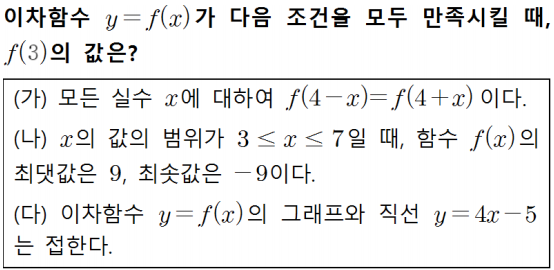 이차함수 y=f(x)가 다음 조건을 모두 만족시킬 때,
f(3)의 값은?
(가) 모든 실수 x에 대하여 f(4-x)=f(4+x)이다.
(나) x의 값의 범위가 3≤x≤7일 때, 함수 f(x)의
최댓값은 9, 최솟값은 -9이다.
(다) 이차함수 y=f(x)의 그래프와 직선 y=4x-5
는 접한다.